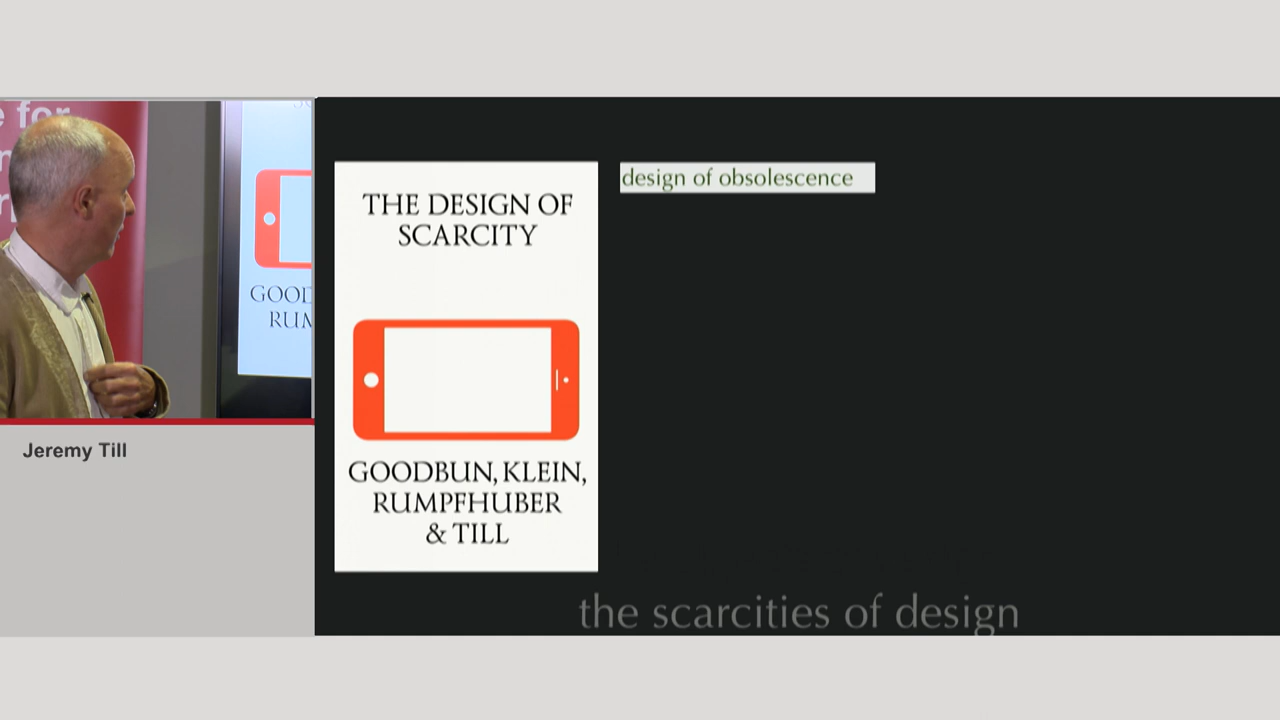 e for
GOOD
RUM
Jeremy Till
THE DESIGN OF
SCARCITY
GOODBUN, KLEIN,
RUMPFHUBER
& TILL
design of obsolescence
the scarcities of design